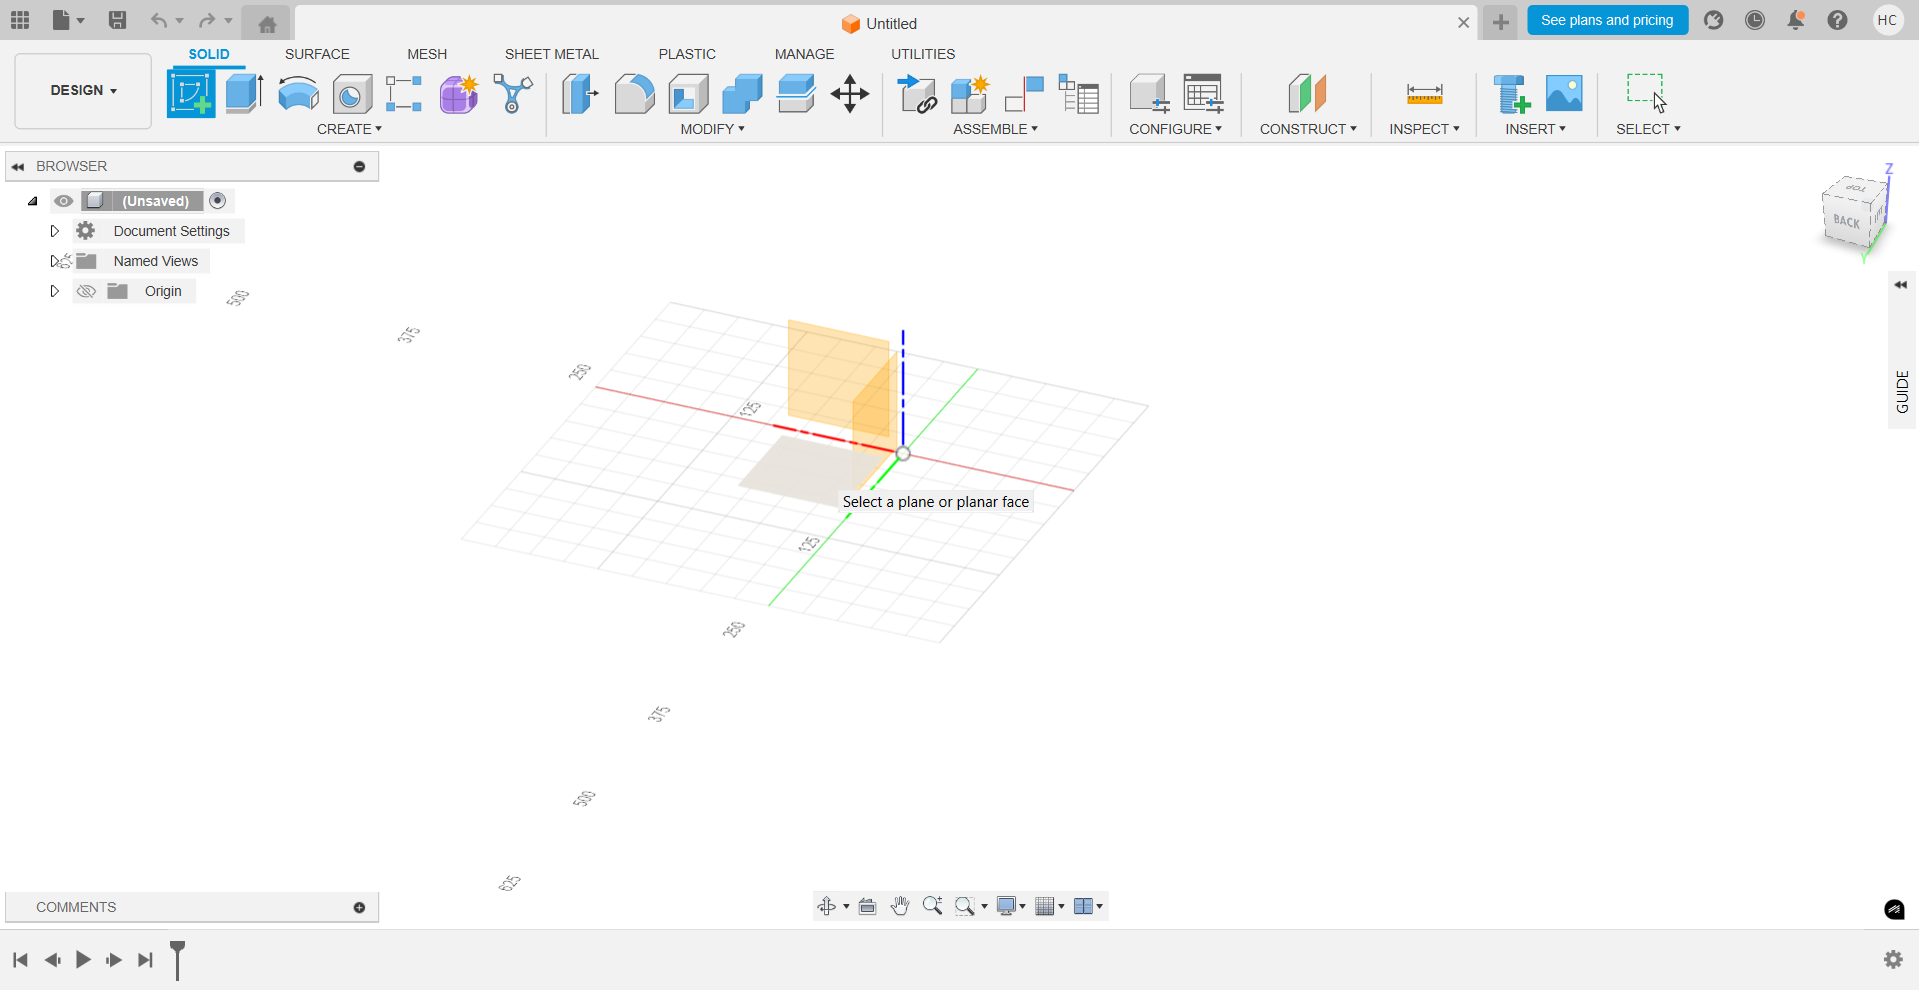 Untitled
See plans and pricing
HC
DESIGN
SOLID
SURFACE
MESH
SHEET METAL
PLASTIC
MANAGE
UTILITIES
CREATE
MODIFY
ASSEMBLE
CONFIGURE
CONSTRUCT
INSPECT
INSERT
SELECT
BROWSER
(Unsaved)
Document Settings
Named Views
Origin
Z
TOP
BACK
Y
GUIDE
500
375
250
125
Select a plane or planar face
125
250
375
500
625
COMMENTS